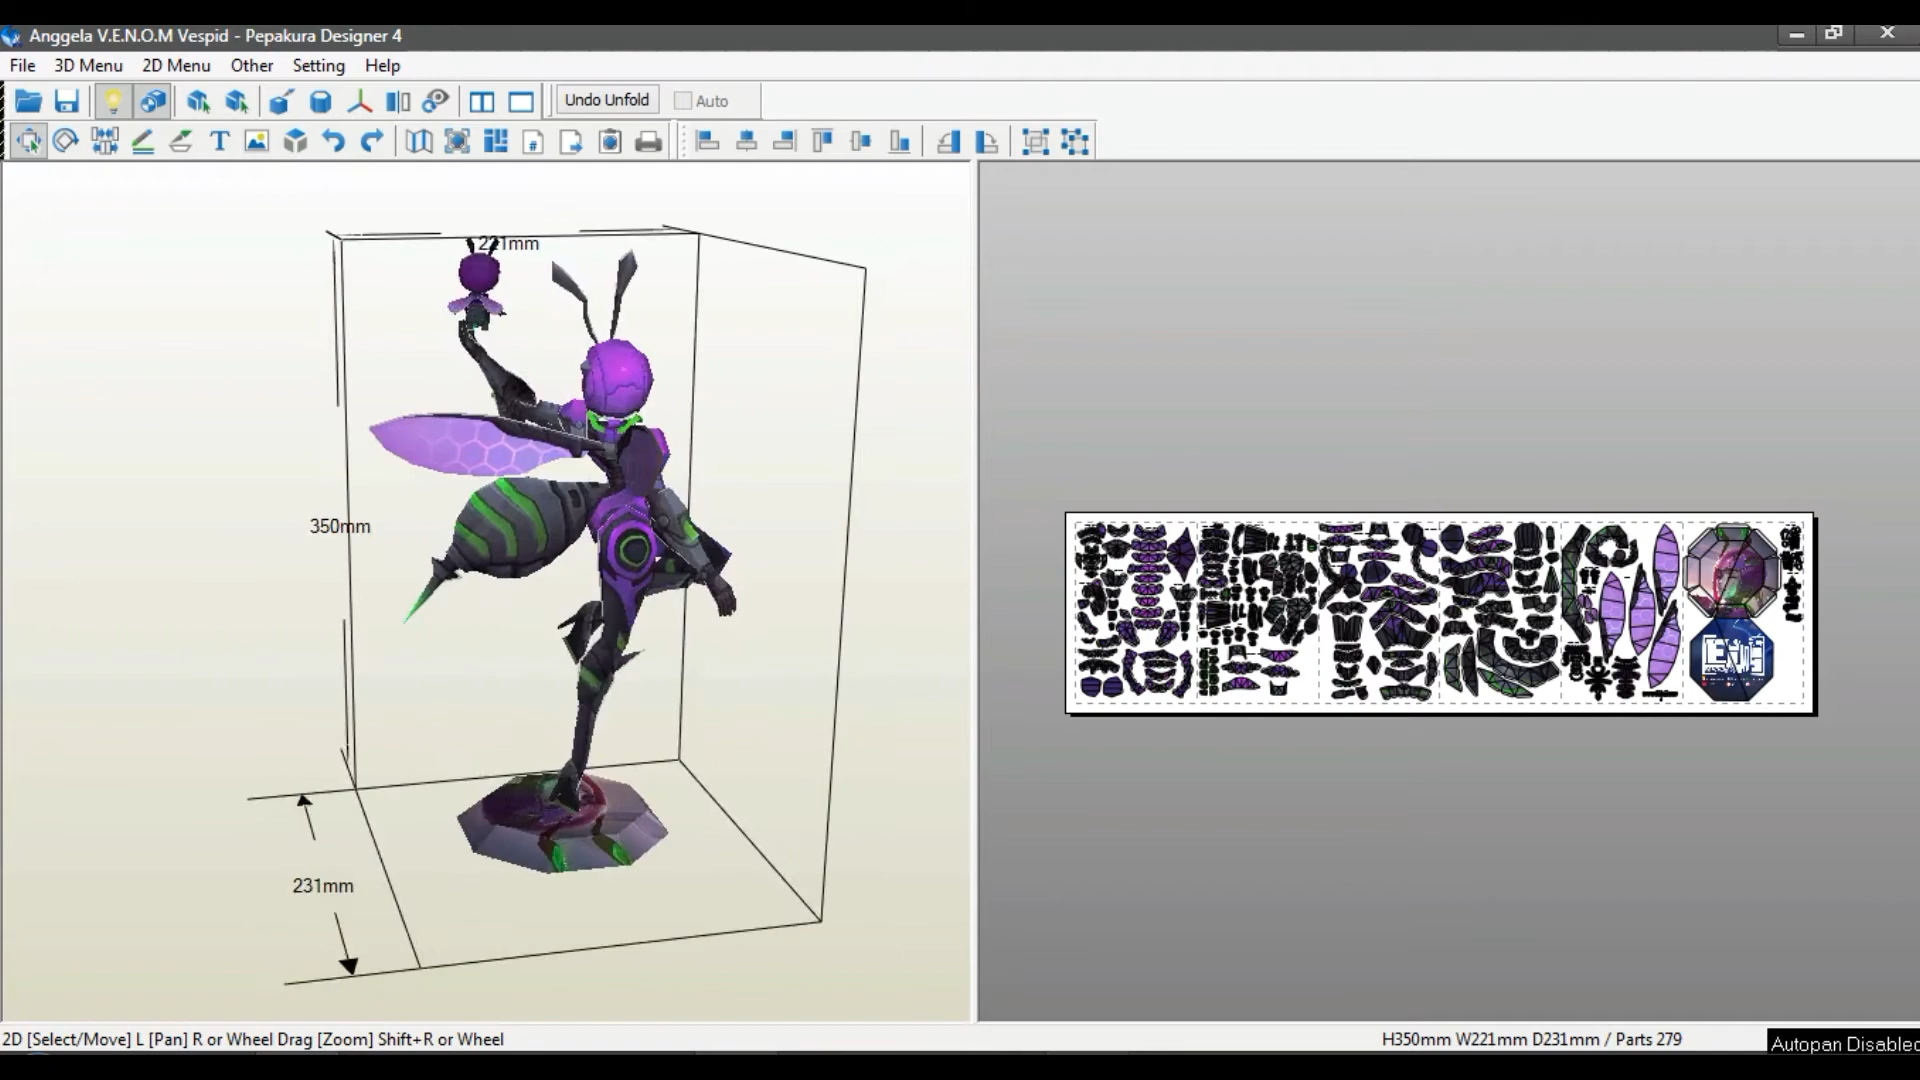 Anggela V.E.N.O.M Vespid - Pepakura Designer 4
File 3D Menu 2D Menu Other Setting Help
Undo Unfold Auto
T #
221mm
350mm
231mm
2D [Select/Move] L [Pan] R or Wheel Drag [Zoom] Shift+R or Wheel
H350mm W221mm D231mm / Parts 279
Autopan Disabled